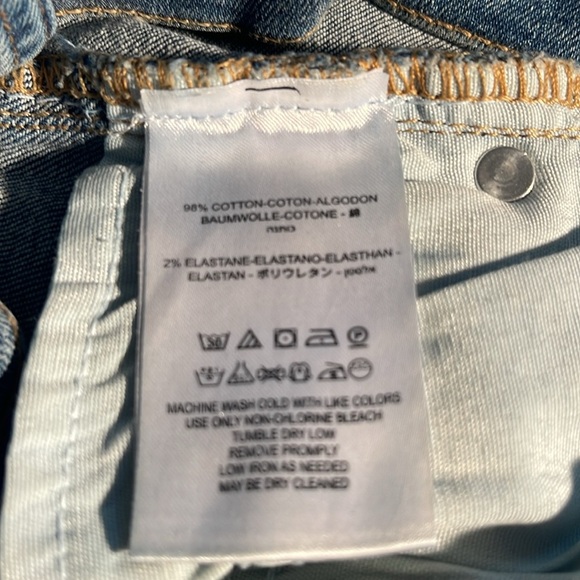 98% COTTON-COTON-ALGODON
BAUMWOLLE-COTONE - 綿
כותנה
2% ELASTANE-ELASTANO-ELASTHAN-
ELASTAN - ポリウレタン -
MACHINE WASH COLD WITH LIKE COLORS
USE ONLY NON-CHLORINE BLEACH
TUMBLE DRY LOW
REMOVE PROMPLY
LOW IRON AS NEEDED
MAY BE DRY CLEANED